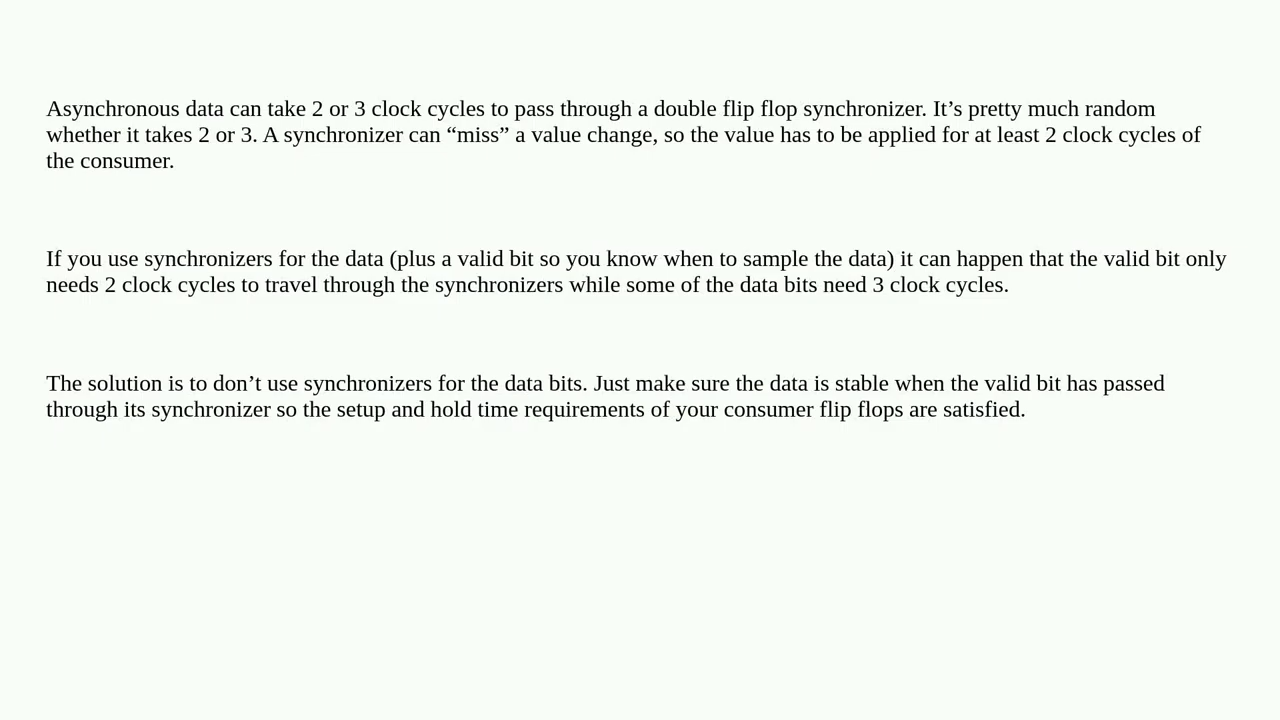 Asynchronous data can take 2 or 3 clock cycles to pass through a double flip flop synchronizer. It’s pretty much random
whether it takes 2 or 3. A synchronizer can “miss” a value change, so the value has to be applied for at least 2 clock cycles of
the consumer.
If you use synchronizers for the data (plus a valid bit so you know when to sample the data) it can happen that the valid bit only
needs 2 clock cycles to travel through the synchronizers while some of the data bits need 3 clock cycles.
The solution is to don’t use synchronizers for the data bits. Just make sure the data is stable when the valid bit has passed
through its synchronizer so the setup and hold time requirements of your consumer flip flops are satisfied.